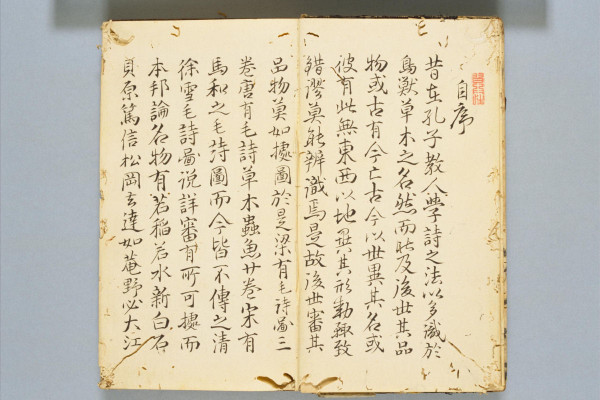 自序
昔在孔子教人學詩之法以多識於
鳥獸草木之名然而時及後世其品
物或古有今亡古今以世異其名或
彼有此無東西以地異其形動輙致
錯謬莫能辨識焉是故後世審其
品物莫如據圖於是梁有毛詩圖三
卷唐有毛詩草木蟲魚廿卷宋有
馬和之毛詩圖而今皆不傳之清
徐雪毛詩圖说詳審有所可據而
本邦論名物有若稲若水新白石
貝原篤信松岡玄達如菴野必大江